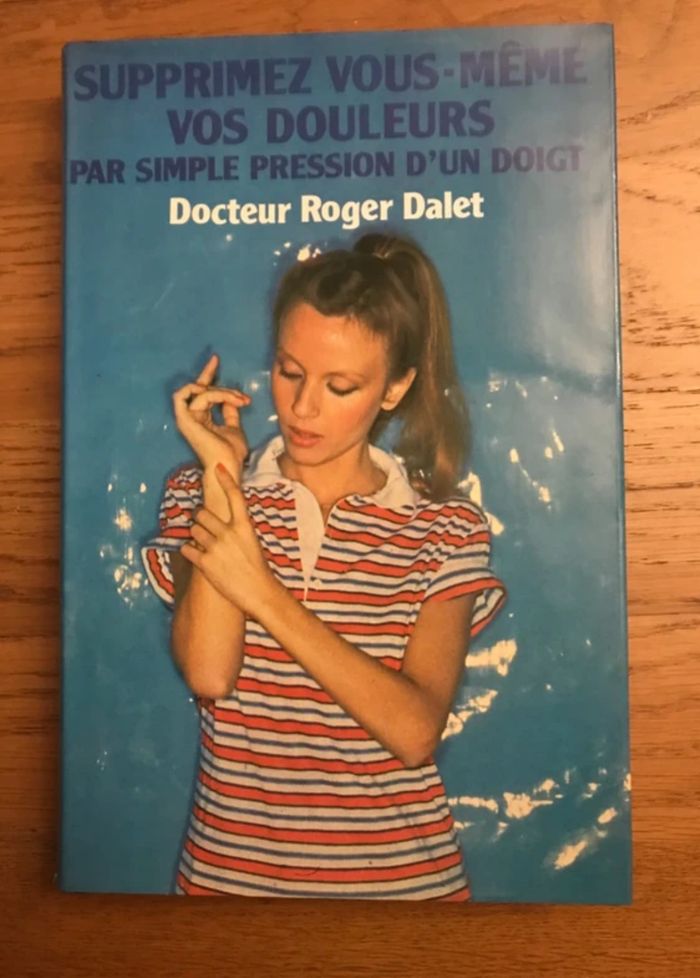 SUPPRIMEZ VOUS-MÊME
VOS DOULEURS
PAR SIMPLE PRESSION D'UN DOIGT
Docteur Roger Dalet